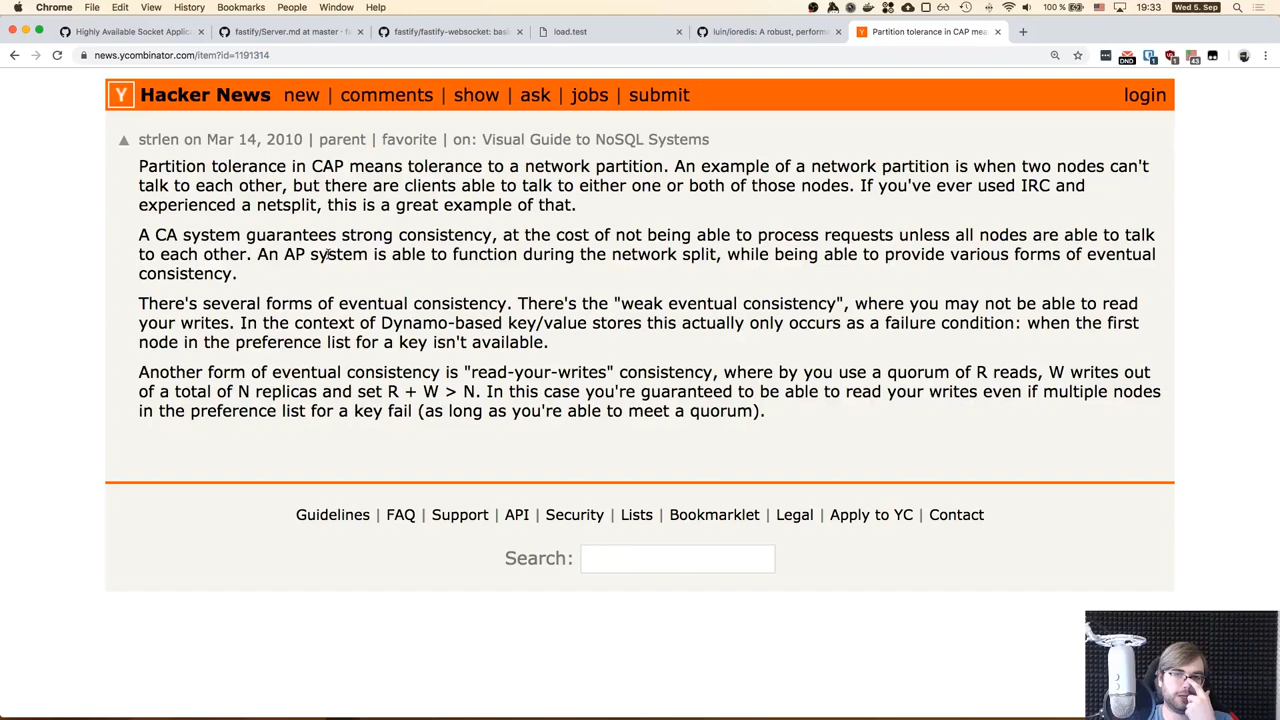 Chrome File Edit View History Bookmarks People Window Help 100 % 19:33 Wed 5. Sep
Highly Available Socket Applic
fastify/Server.md at master · f
fastify/fastify-websocket: basi
load.test
luin/ioredis: A robust, perform
Partition tolerance in CAP mea
news.ycombinator.com/item?id=1191314
DND 1 1 43 2
Y Hacker News new | comments | show | ask | jobs | submit login
strlen on Mar 14, 2010 | parent | favorite | on: Visual Guide to NoSQL Systems
Partition tolerance in CAP means tolerance to a network partition. An example of a network partition is when two nodes can't
talk to each other, but there are clients able to talk to either one or both of those nodes. If you've ever used IRC and
experienced a netsplit, this is a great example of that.
A CA system guarantees strong consistency, at the cost of not being able to process requests unless all nodes are able to talk
to each other. An AP system is able to function during the network split, while being able to provide various forms of eventual
consistency.
There's several forms of eventual consistency. There's the "weak eventual consistency", where you may not be able to read
your writes. In the context of Dynamo-based key/value stores this actually only occurs as a failure condition: when the first
node in the preference list for a key isn't available.
Another form of eventual consistency is "read-your-writes" consistency, where by you use a quorum of R reads, W writes out
of a total of N replicas and set R + W > N. In this case you're guaranteed to be able to read your writes even if multiple nodes
in the preference list for a key fail (as long as you're able to meet a quorum).
Guidelines | FAQ | Support | API | Security | Lists | Bookmarklet | Legal | Apply to YC | Contact
Search: